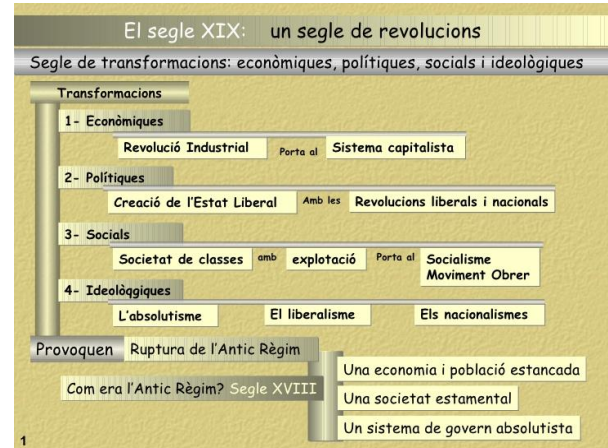 El segle XIX: un segle de revolucions
Segle de transformacions: econòmiques, polítiques, socials i ideològiques
Transformacions
1- Econòmiques
Revolució Industrial Porta al Sistema capitalista
2- Polítiques
Creació de l'Estat Liberal Amb les Revolucions liberals i nacionals
3- Socials
Societat de classes amb explotació Porta al Socialisme
Moviment Obrer
4- Ideològgiques
L'absolutisme El liberalisme Els nacionalismes
Provoquen Ruptura de l'Antic Règim
Com era l'Antic Règim? Segle XVIII
Una economia i població estancada
Una societat estamental
Un sistema de govern absolutista
1